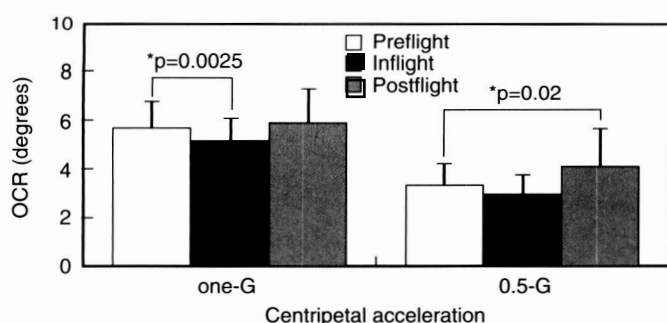 10
8
6
4
2
0
OCR (degrees)
*p=0.0025
Preflight
Inflight
Postflight
*p=0.02
one-G
0.5-G
Centripetal acceleration